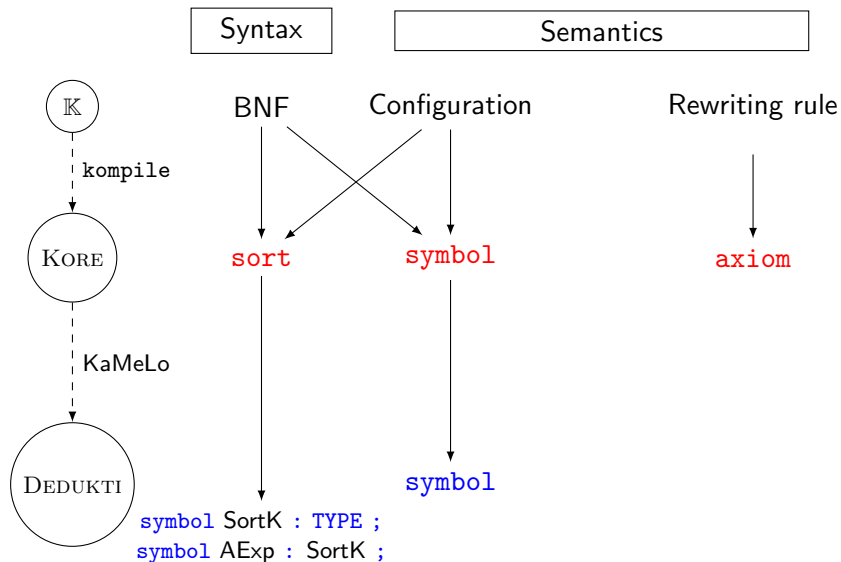 Syntax Semantics
𝕂 BNF Configuration Rewriting rule
kompile
KORE sort symbol axiom
KaMeLo
DEDUKTI symbol
symbol SortK : TYPE ;
symbol AExp : SortK ;